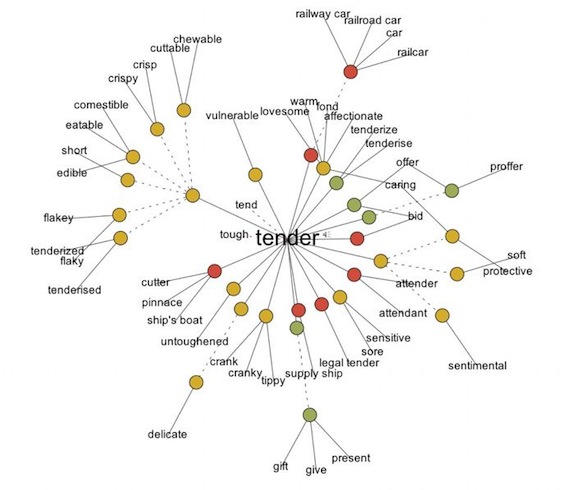 railway car
railroad car
car
railcar
chewable
cuttable
crisp
crispy
comestible
eatable
short
edible
flakey
tenderized
flaky
tenderised
vulnerable
lovesome
warm
fond
affectionate
tenderize
tenderise
offer
proffer
caring
bid
tend
tough
tender
soft
protective
attender
attendant
sentimental
sensitive
sore
legal tender
supply ship
tippy
cranky
crank
untoughened
ship's boat
pinnace
cutter
delicate
gift
give
present